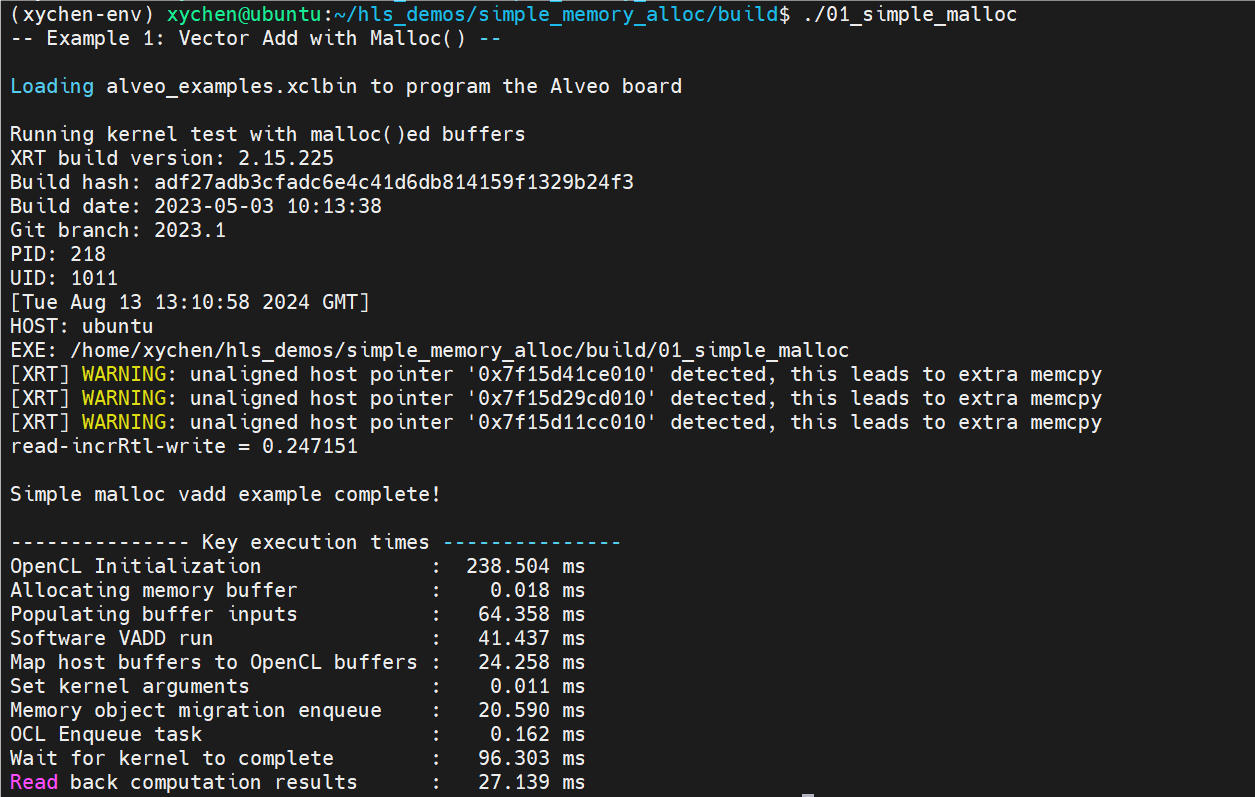 (xychen-env) xychen@ubuntu:~/hls_demos/simple_memory_alloc/build$ ./01_simple_malloc
-- Example 1: Vector Add with Malloc() --
Loading alveo_examples.xclbin to program the Alveo board
Running kernel test with malloc()ed buffers
XRT build version: 2.15.225
Build hash: adf27adb3cfadc6e4c41d6db814159f1329b24f3
Build date: 2023-05-03 10:13:38
Git branch: 2023.1
PID: 218
UID: 1011
[Tue Aug 13 13:10:58 2024 GMT]
HOST: ubuntu
EXE: /home/xychen/hls_demos/simple_memory_alloc/build/01_simple_malloc
[XRT] WARNING: unaligned host pointer '0x7f15d41ce010' detected, this leads to extra memcpy
[XRT] WARNING: unaligned host pointer '0x7f15d29cd010' detected, this leads to extra memcpy
[XRT] WARNING: unaligned host pointer '0x7f15d11cc010' detected, this leads to extra memcpy
read-incrRtl-write = 0.247151
Simple malloc vadd example complete!
--------------- Key execution times ---------------
OpenCL Initialization              :  238.504 ms
Allocating memory buffer           :    0.018 ms
Populating buffer inputs           :   64.358 ms
Software VADD run                  :   41.437 ms
Map host buffers to OpenCL buffers :   24.258 ms
Set kernel arguments               :    0.011 ms
Memory object migration enqueue    :   20.590 ms
OCL Enqueue task                   :    0.162 ms
Wait for kernel to complete        :   96.303 ms
Read back computation results      :   27.139 ms